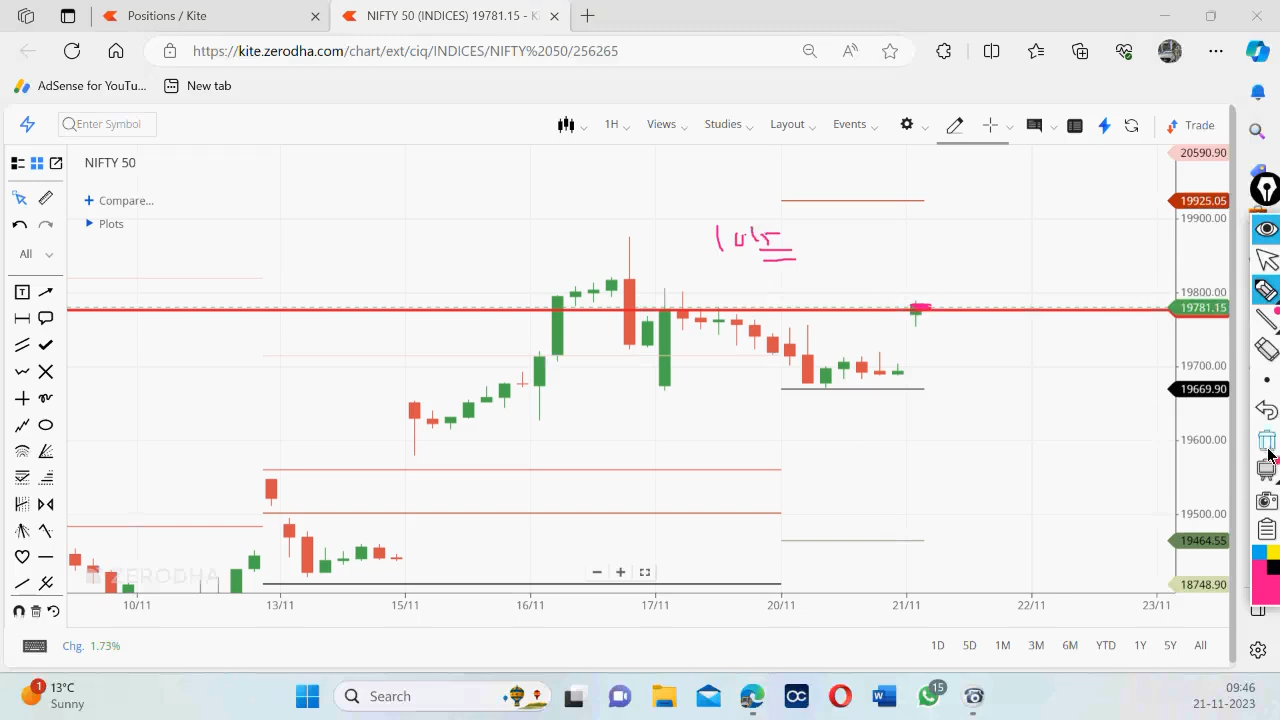 Positions / Kite
NIFTY 50 (INDICES) 19781.15 - K
https://kite.zerodha.com/chart/ext/ciq/INDICES/NIFTY%2050/256265
AdSense for YouTu...
New tab
Enter Symbol
1H
Views
Studies
Layout
Events
Trade
NIFTY 50
Compare...
Plots
All
1015
20590.90
19925.05
19900.00
19800.00
19781.15
19700.00
19669.90
19600.00
19500.00
19464.55
18748.90
ZERODHA
10/11
13/11
15/11
16/11
17/11
20/11
21/11
22/11
23/11
Chg. 1.73%
1D
5D
1M
3M
6M
YTD
1Y
5Y
All
1
13°C
Sunny
Search
OC
15
09:46
21-11-2023